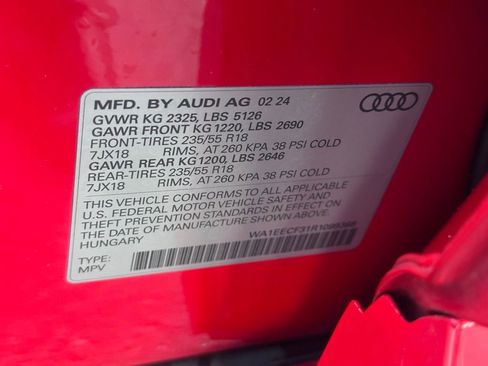 MFD. BY AUDI AG 02 24
GVWR KG 2325, LBS 5126
GAWR FRONT KG 1220, LBS 2690
FRONT-TIRES 235/55 R18
7JX18 RIMS, AT 260 KPA 38 PSI COLD
GAWR REAR KG 1200, LBS 2646
REAR-TIRES 235/55 R18
7JX18 RIMS, AT 260 KPA 38 PSI COLD
THIS VEHICLE CONFORMS TO ALL APPLICABLE
U.S. FEDERAL MOTOR VEHICLE SAFETY AND
THEFT PREVENTION STANDARDS IN EFFECT ON
THE DATE OF MANUFACTURE SHOWN ABOVE
HUNGARY
TYPE:
MPV